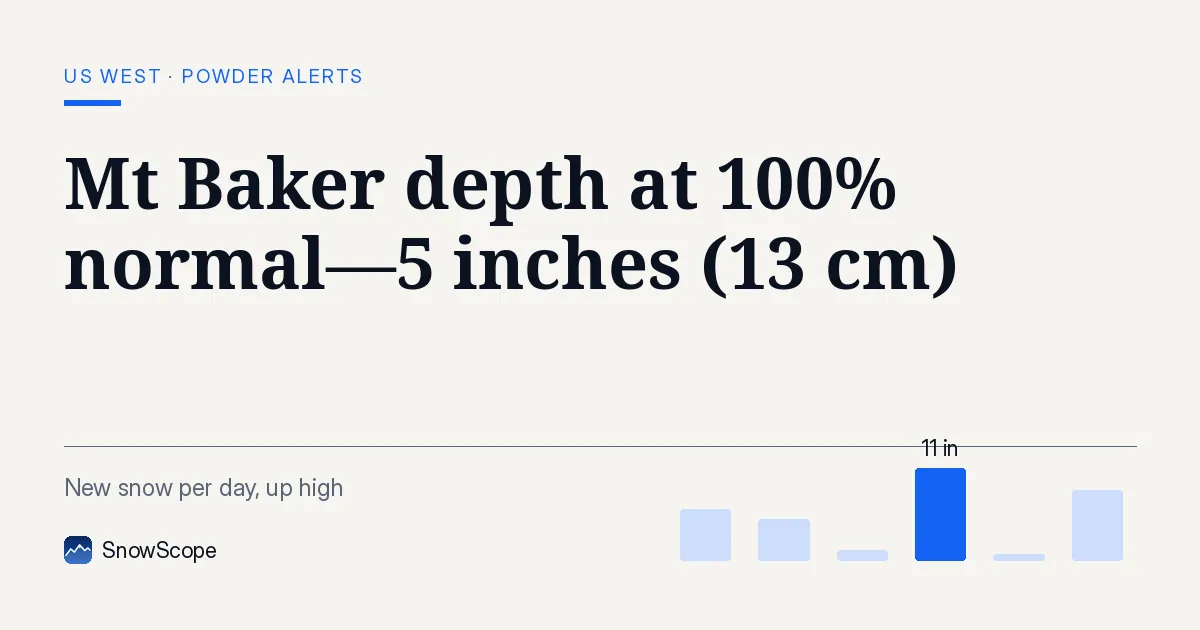 US WEST · POWDER ALERTS
Mt Baker depth at 100%
normal—5 inches (13 cm)
11 in
New snow per day, up high
SnowScope